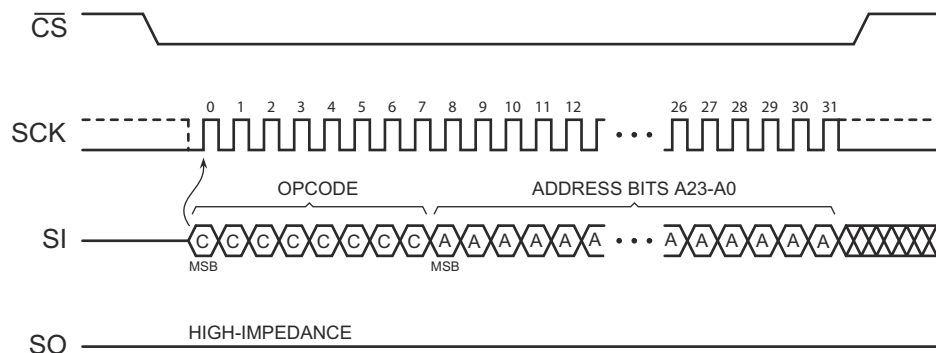 CS
0 1 2 3 4 5 6 7 8 9 10 11 12 26 27 28 29 30 31
SCK
OPCODE ADDRESS BITS A23-A0
SI C C C C C C C C A A A A A A A A A A A A
MSB MSB
HIGH-IMPEDANCE
SO